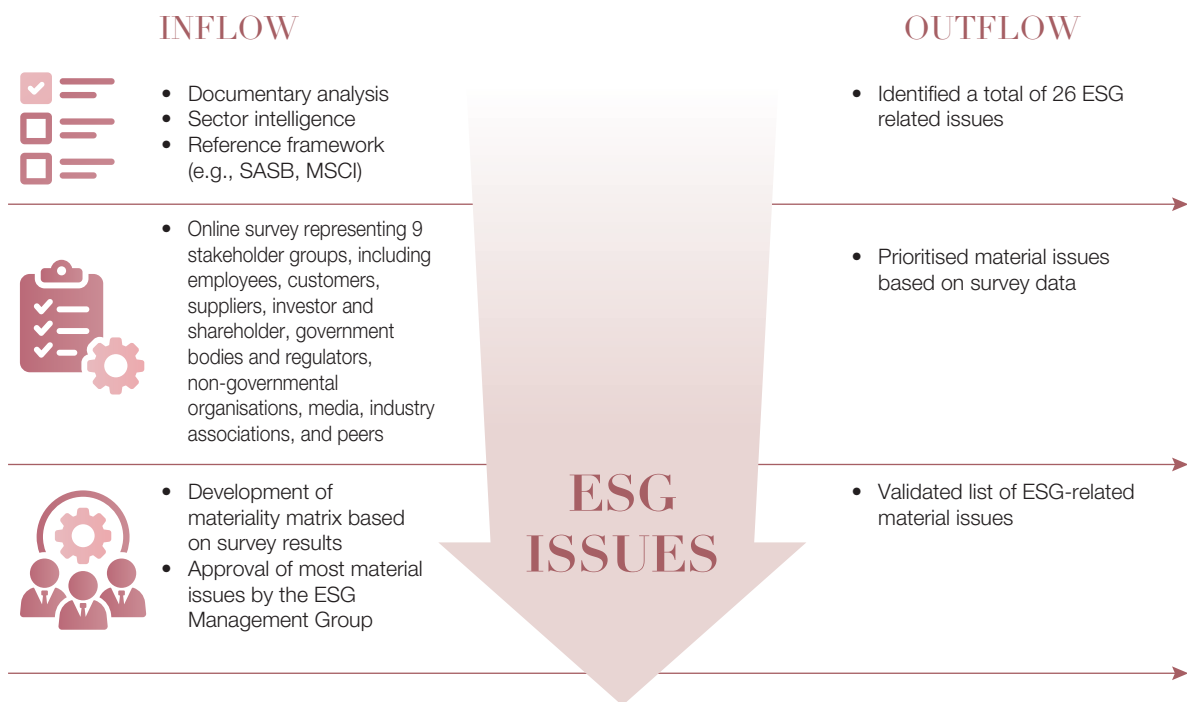 INFLOW
OUTFLOW
• Documentary analysis
• Sector intelligence
• Reference framework
(e.g., SASB, MSCI)
• Identified a total of 26 ESG
related issues
• Online survey representing 9
stakeholder groups, including
employees, customers,
suppliers, investor and
shareholder, government
bodies and regulators,
non-governmental
organisations, media, industry
associations, and peers
• Prioritised material issues
based on survey data
• Development of
materiality matrix based
on survey results
• Approval of most material
issues by the ESG
Management Group
ESG
ISSUES
• Validated list of ESG-related
material issues